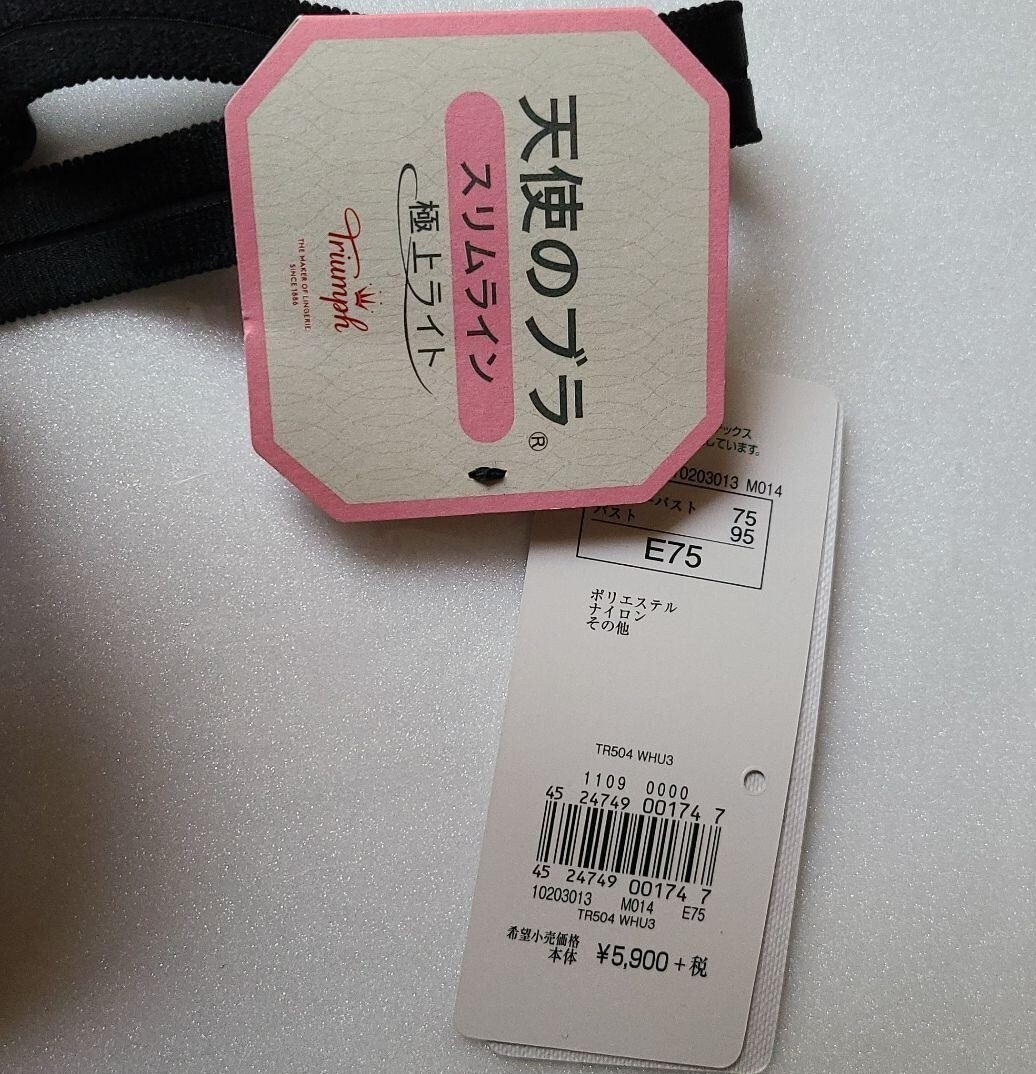 天使のブラ®
スリムライン
極上ライト
Triumph
THE MAKER OF LINGERIE
SINCE 1886
ックス
しています。
10203013 M014
バスト 75
バスト 95
E75
ポリエステル
ナイロン
その他
TR504 WHU3
1109 0000
45 24749 00174 7
45 24749 00174 7
10203013 M014 E75
TR504 WHU3
希望小売価格
本体 ¥5,900+税